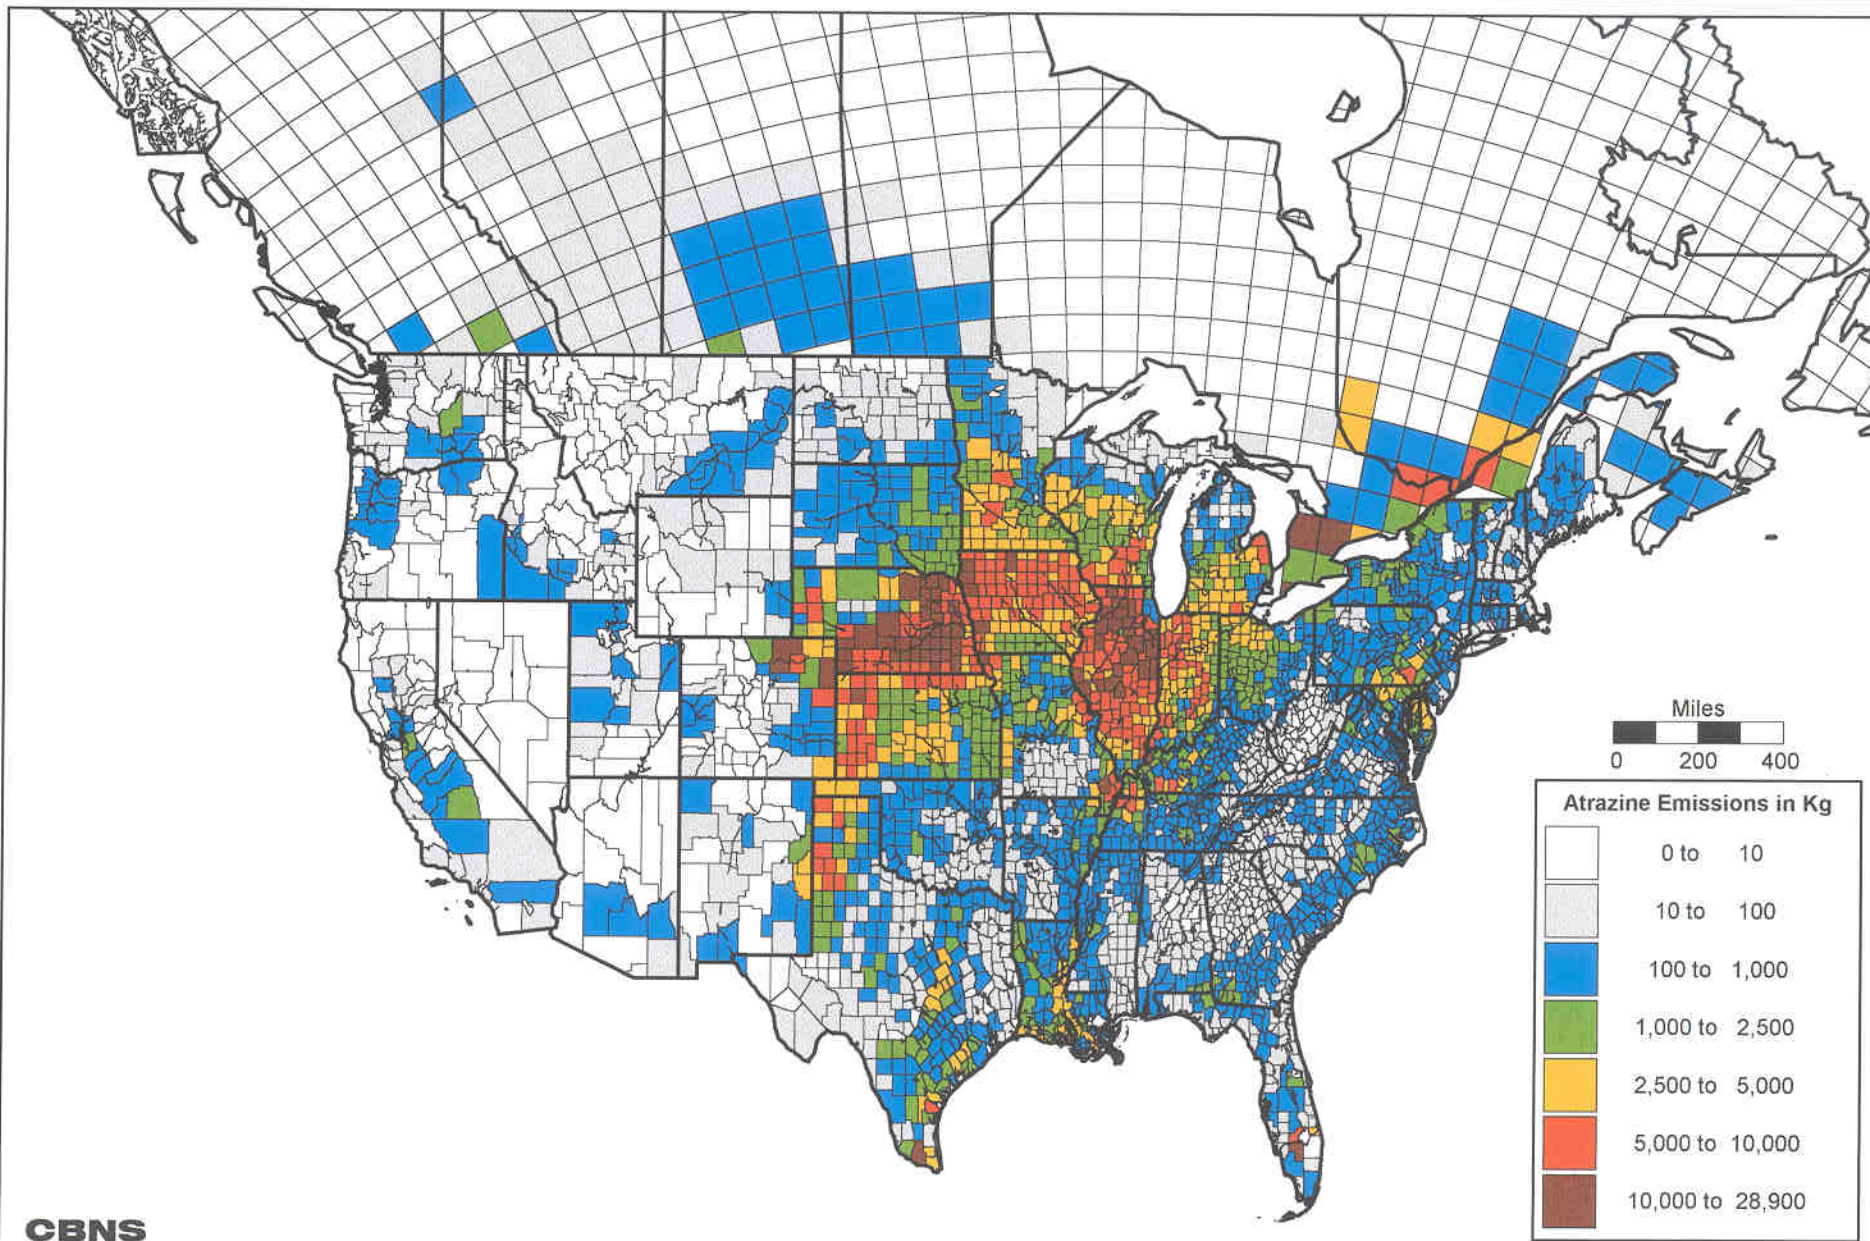 Miles
0 200 400
Atrazine Emissions in Kg
0 to 10
10 to 100
100 to 1,000
1,000 to 2,500
2,500 to 5,000
5,000 to 10,000
10,000 to 28,900
CBNS